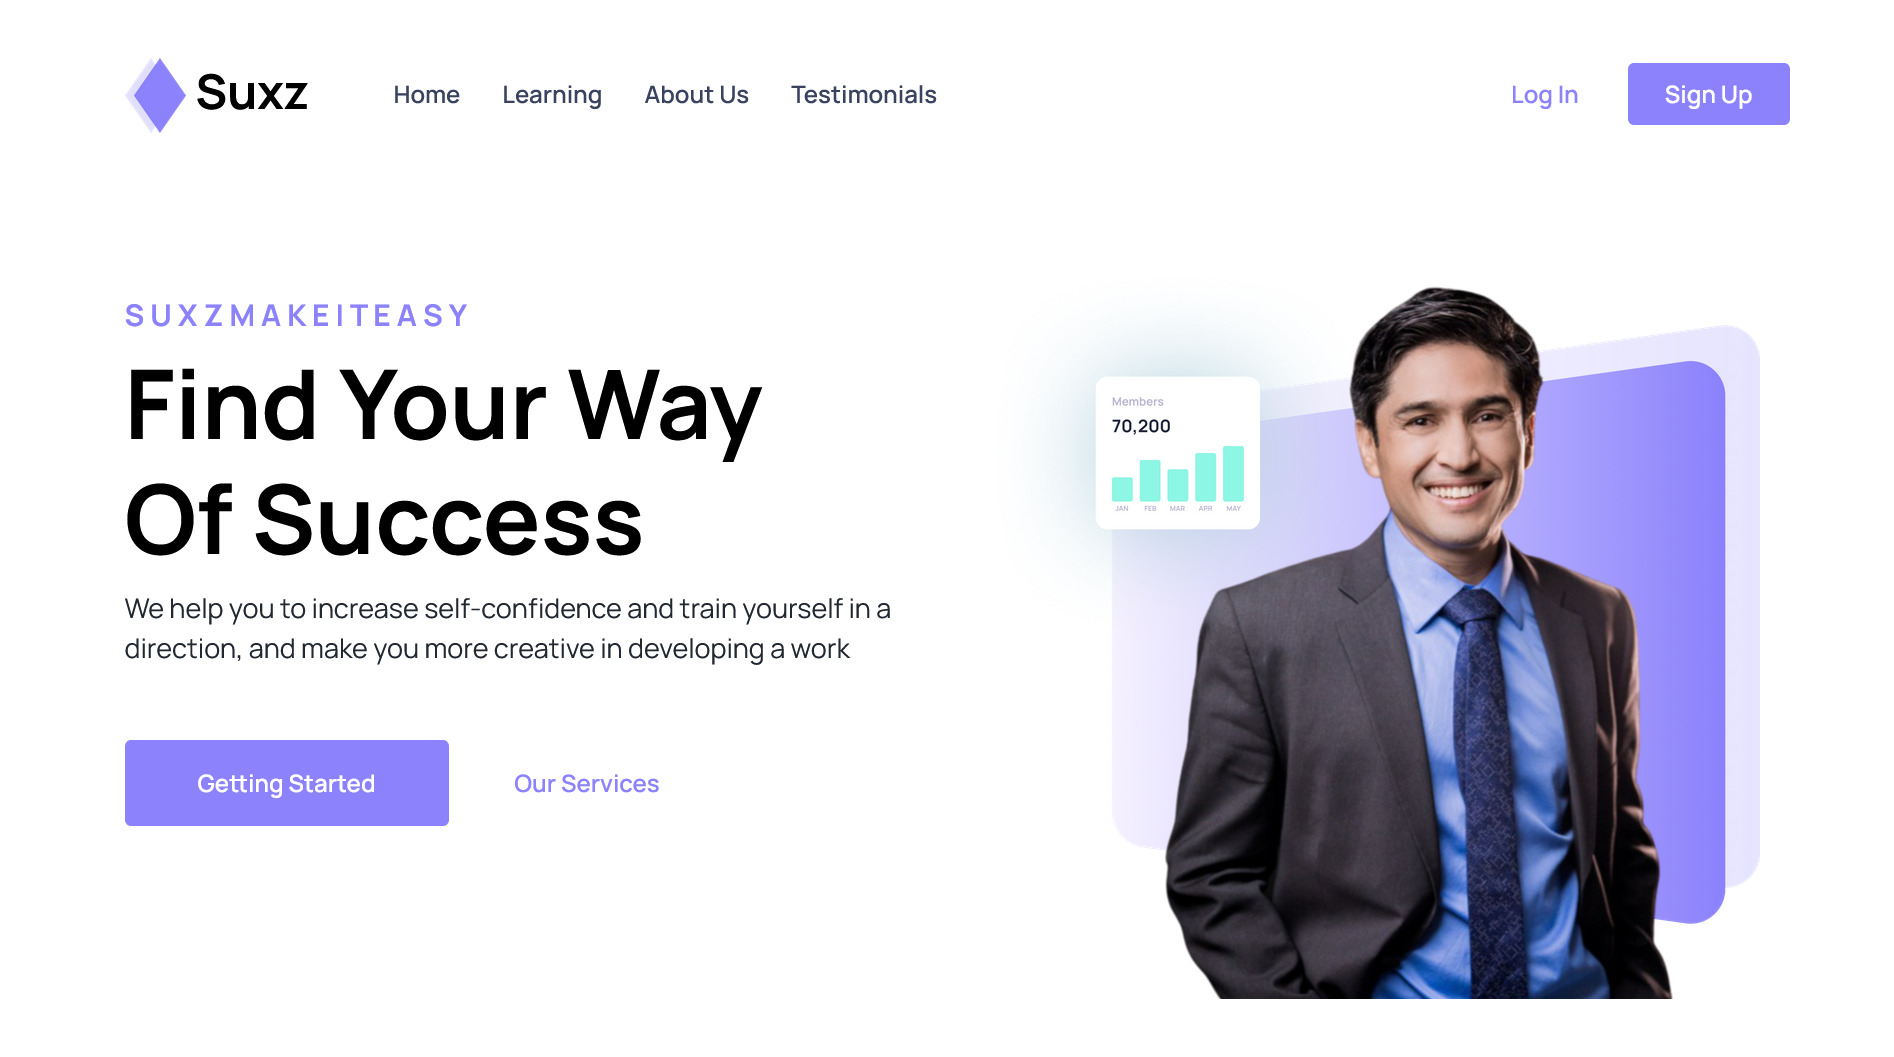 Suxz
Home Learning About Us Testimonials
Log In
Sign Up
SUXZMAKEITEASY
Find Your Way
Of Success
We help you to increase self-confidence and train yourself in a
direction, and make you more creative in developing a work
Getting Started
Our Services
Members
70,200
JAN FEB MAR APR MAY